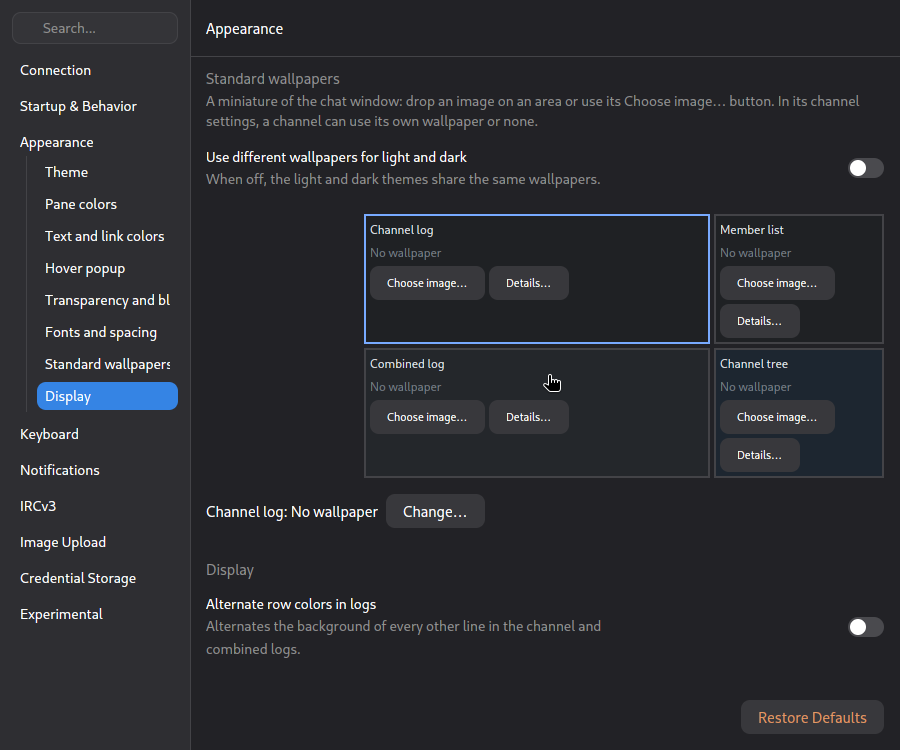 Search...
Connection
Startup & Behavior
Appearance
Theme
Pane colors
Text and link colors
Hover popup
Transparency and bl
Fonts and spacing
Standard wallpapers
Display
Keyboard
Notifications
IRCv3
Image Upload
Credential Storage
Experimental
Appearance
Standard wallpapers
A miniature of the chat window: drop an image on an area or use its Choose image... button. In its channel
settings, a channel can use its own wallpaper or none.
Use different wallpapers for light and dark
When off, the light and dark themes share the same wallpapers.
Channel log
No wallpaper
Choose image... Details...
Member list
No wallpaper
Choose image...
Details...
Combined log
No wallpaper
Choose image... Details...
Channel tree
No wallpaper
Choose image...
Details...
Channel log: No wallpaper Change...
Display
Alternate row colors in logs
Alternates the background of every other line in the channel and
combined logs.
Restore Defaults